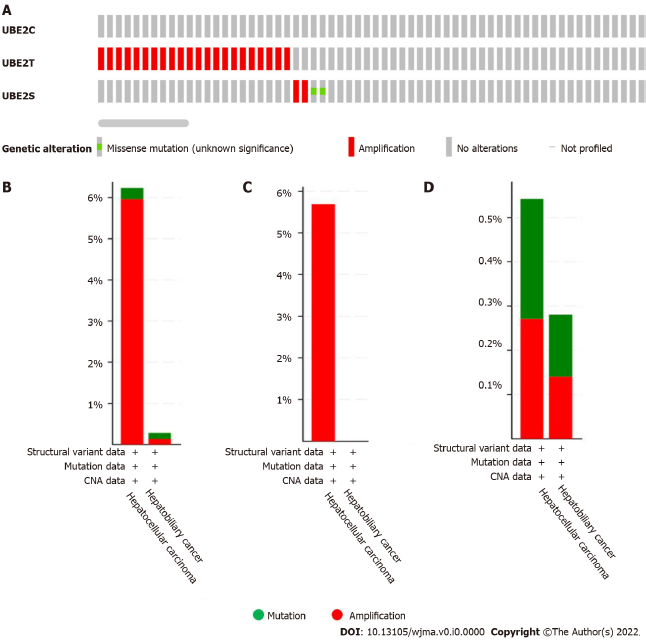 A
UBE2C
UBE2T
UBE2S
Genetic alteration Missense mutation (unknown significance) Amplification No alterations Not profiled
B C D
6%
5%
4%
3%
2%
1%
Structural variant data + +
Mutation data + +
CNA data + +
Hepatocellular carcinoma
Hepatobiliary cancer
6%
5%
4%
3%
2%
1%
Structural variant data + +
Mutation data + +
CNA data + +
Hepatocellular carcinoma
Hepatobiliary cancer
0.5%
0.4%
0.3%
0.2%
0.1%
Structural variant data + +
Mutation data + +
CNA data + +
Hepatocellular carcinoma
Hepatobiliary cancer
Mutation Amplification
DOI: 10.13105/wjma.v0.i0.0000 Copyright ©The Author(s) 2022.